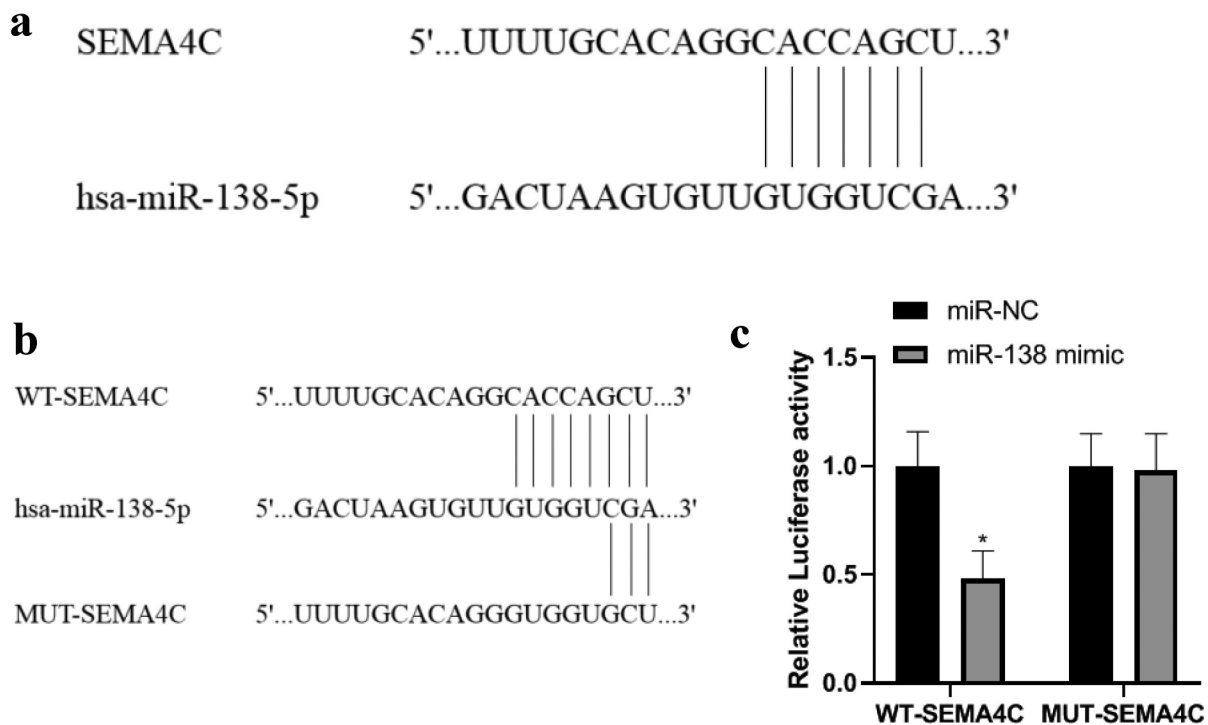 a
SEMA4C 5'...UUUUGCACAGGCACCAGCU...3'
hsa-miR-138-5p 5'...GACUAAGUGUUGUGGUCGA...3'
b
WT-SEMA4C 5'...UUUUGCACAGGCACCAGCU...3'
hsa-miR-138-5p 5'...GACUAAGUGUUGUGGUCGA...3'
MUT-SEMA4C 5'...UUUUGCACAGGGUGGUGCU...3'
c
miR-NC
miR-138 mimic
Relative Luciferase activity
1.5
1.0
0.5
0.0
*
WT-SEMA4C MUT-SEMA4C